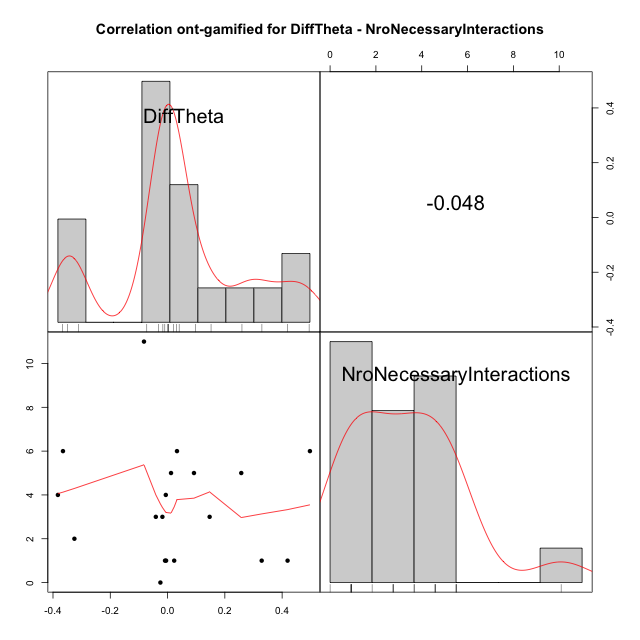 Correlation ont-gamified for DiffTheta - NroNecessaryInteractions
0 2 4 6 8 10
DiffTheta
-0.048
0.4
0.2
0.0
-0.2
-0.4
NroNecessaryInteractions
10
8
6
4
2
0
-0.4 -0.2 0.0 0.2 0.4